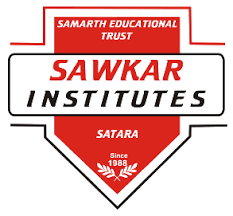 SAMARTH EDUCATIONAL
TRUST
SAWKAR
INSTITUTES
SATARA
Since
1988